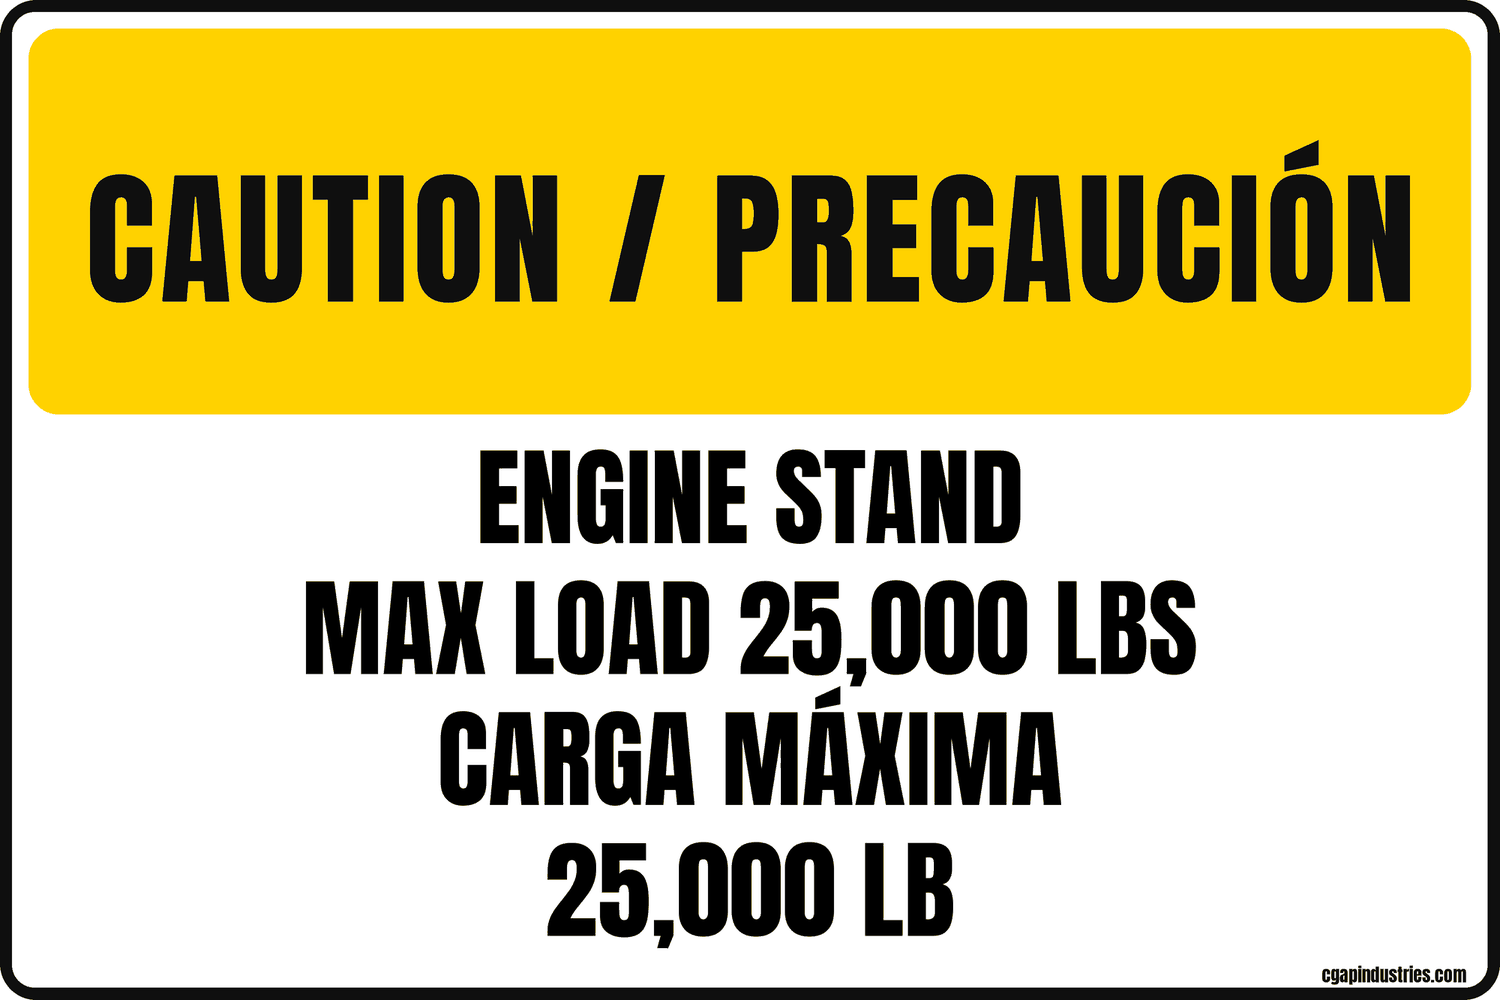 CAUTION / PRECAUCIÓN
ENGINE STAND
MAX LOAD 25,000 LBS
CARGA MÁXIMA
25,000 LB
cgapindustries.com